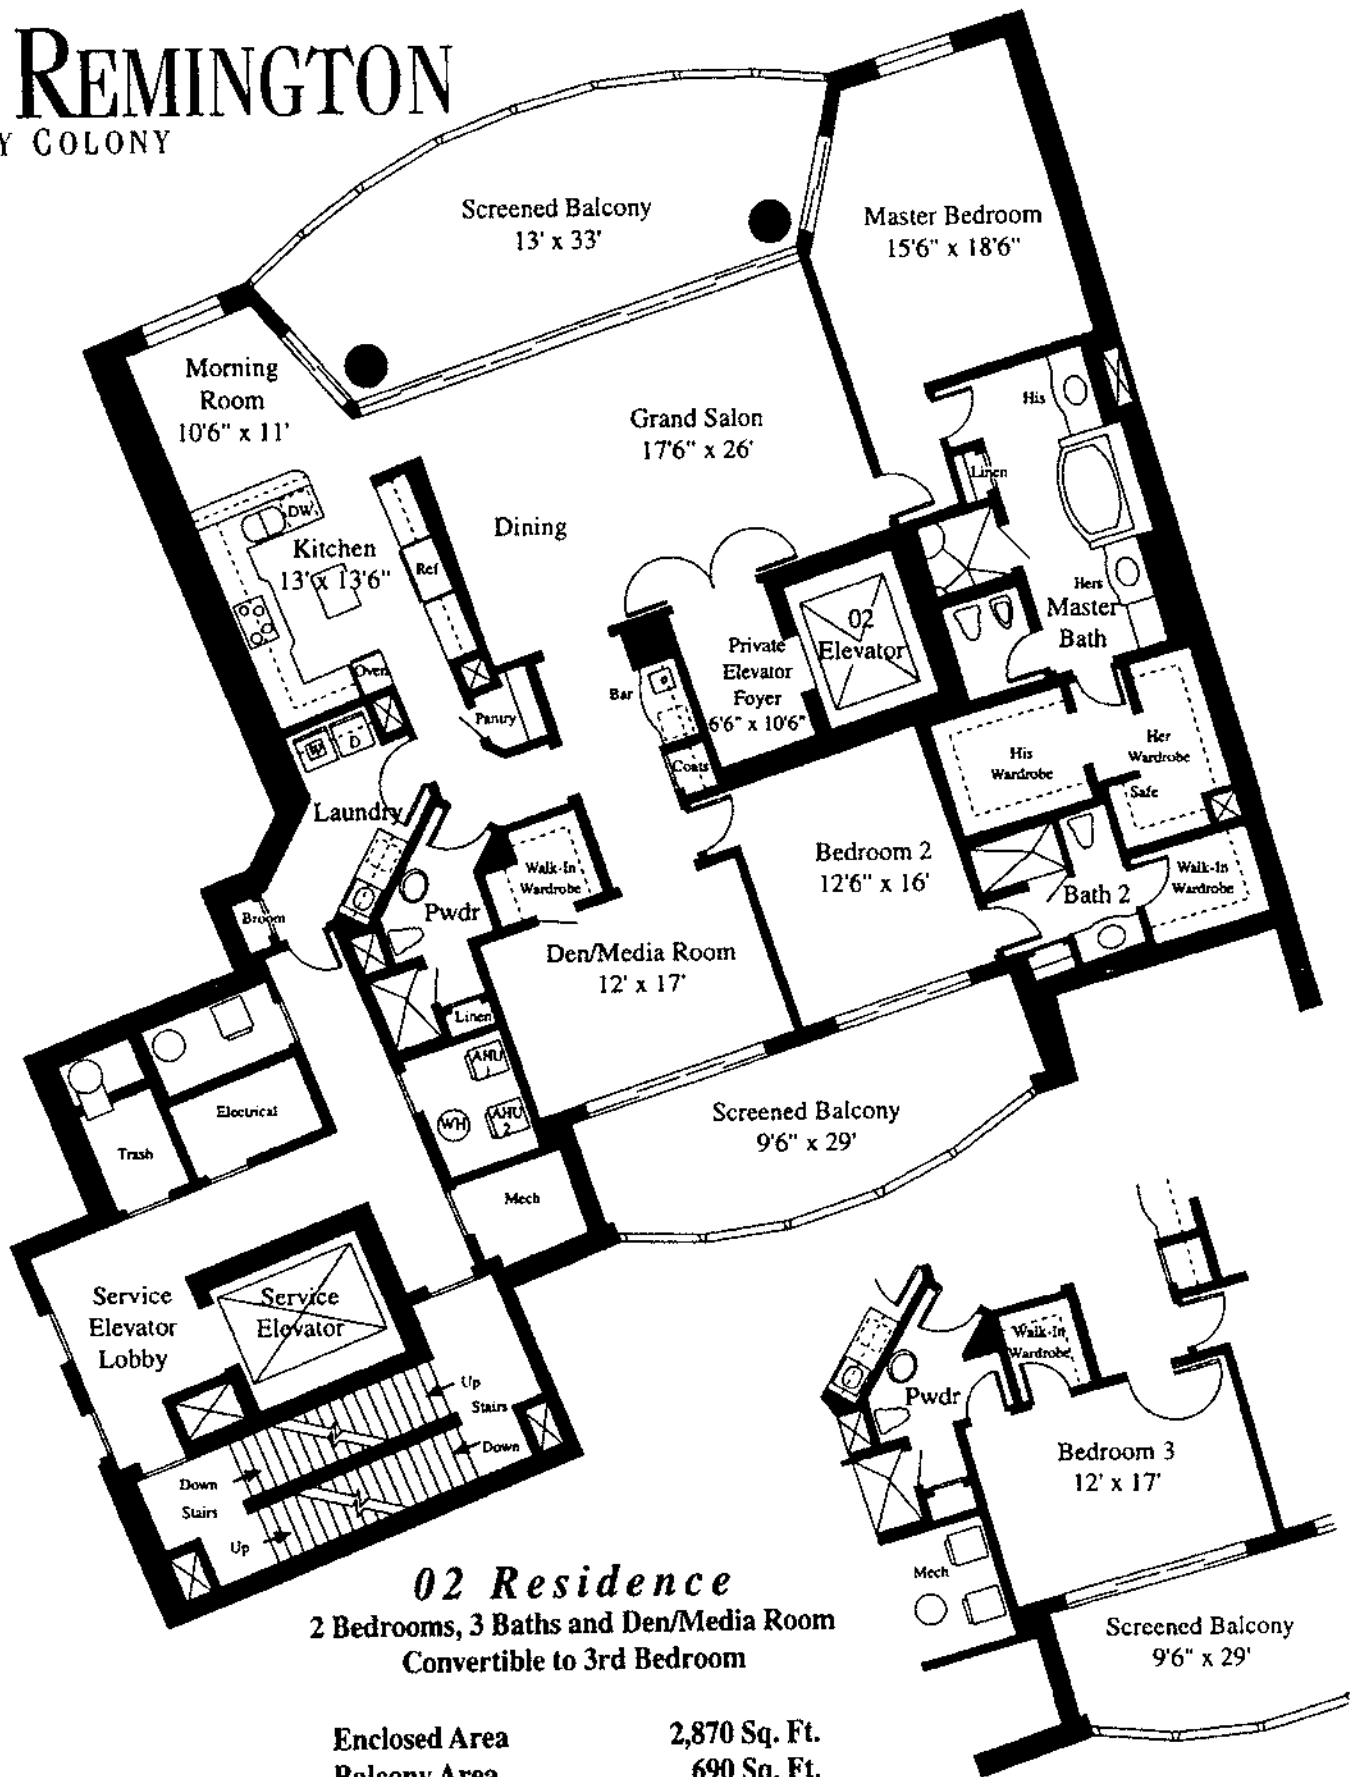 REMINGTON
Y COLONY
Screened Balcony
13' x 33'
Master Bedroom
15'6" x 18'6"
Morning
Room
10'6" x 11'
Grand Salon
17'6" x 26'
His
Linen
DW
Dining
Kitchen
13' x 13'6"
Ref
Hers
Master
Bath
02
Elevator
Private
Elevator
Foyer
6'6" x 10'6"
Oven
Bar
Pantry
D
Coats
His
Wardrobe
Her
Wardrobe
Safe
Laundry
Bedroom 2
12'6" x 16'
Walk-In
Wardrobe
Walk-In
Wardrobe
Bath 2
Broom
Pwdr
Den/Media Room
12' x 17'
Linen
AHU
1
AHU
2
WH
Electrical
Trash
Screened Balcony
9'6" x 29'
Mech
Service
Elevator
Lobby
Service
Elevator
Up
Stairs
Down
Down
Stairs
Up
Walk-In
Wardrobe
Pwdr
Bedroom 3
12' x 17'
Mech
Screened Balcony
9'6" x 29'
02 Residence
2 Bedrooms, 3 Baths and Den/Media Room
Convertible to 3rd Bedroom
Enclosed Area 2,870 Sq. Ft.
Balcony Area 690 Sq. Ft.